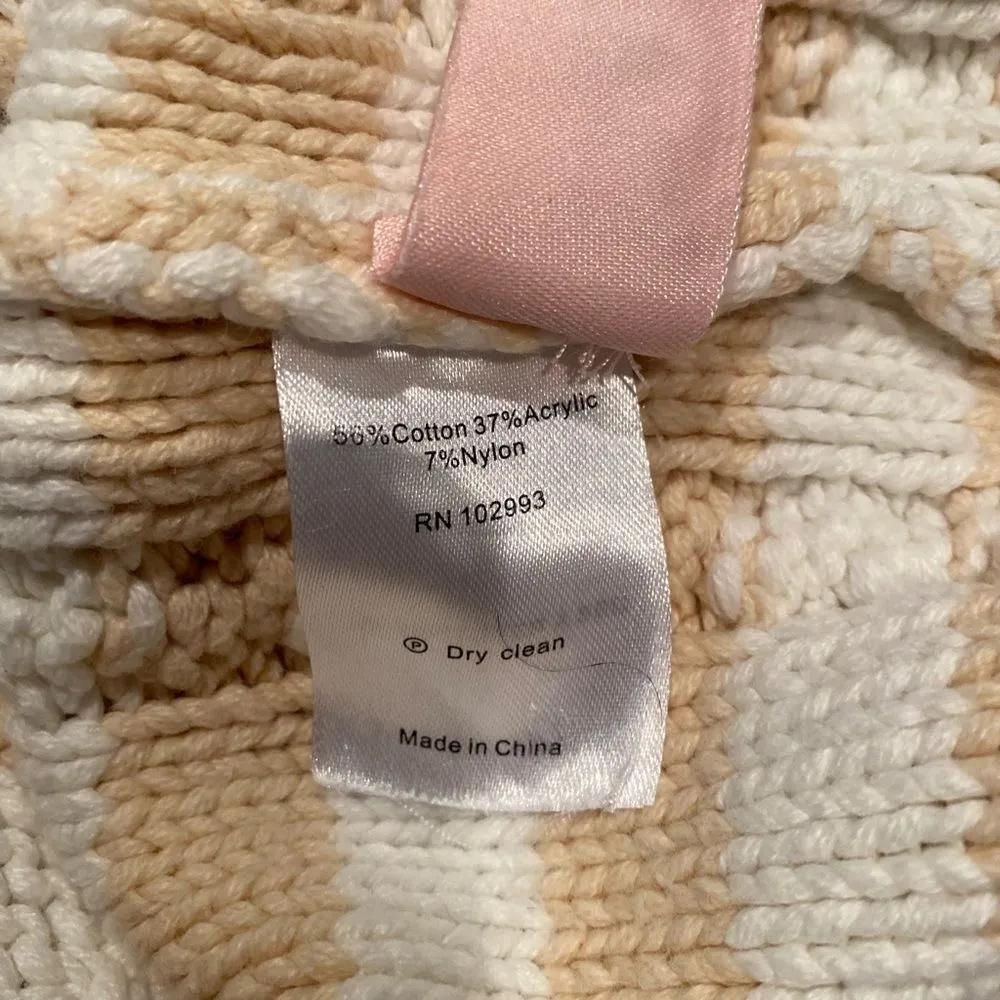 56%Cotton 37%Acrylic
7%Nylon
RN 102993
Ⓟ Dry clean
Made in China